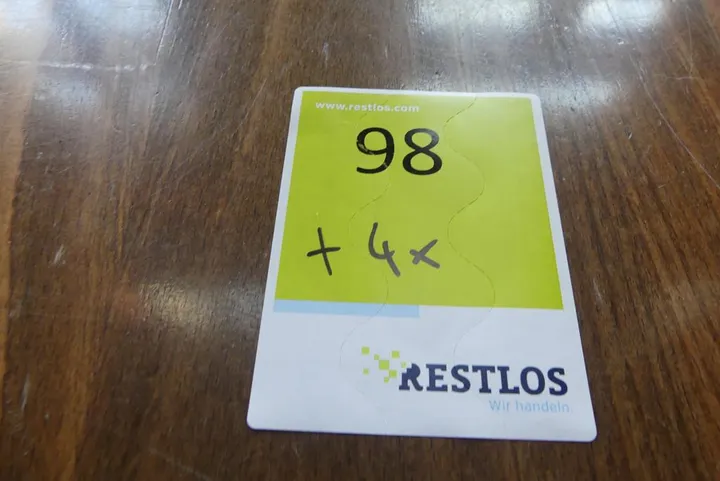 www.restlos.com
98
+ 4x
RESTLOS
Wir handeln